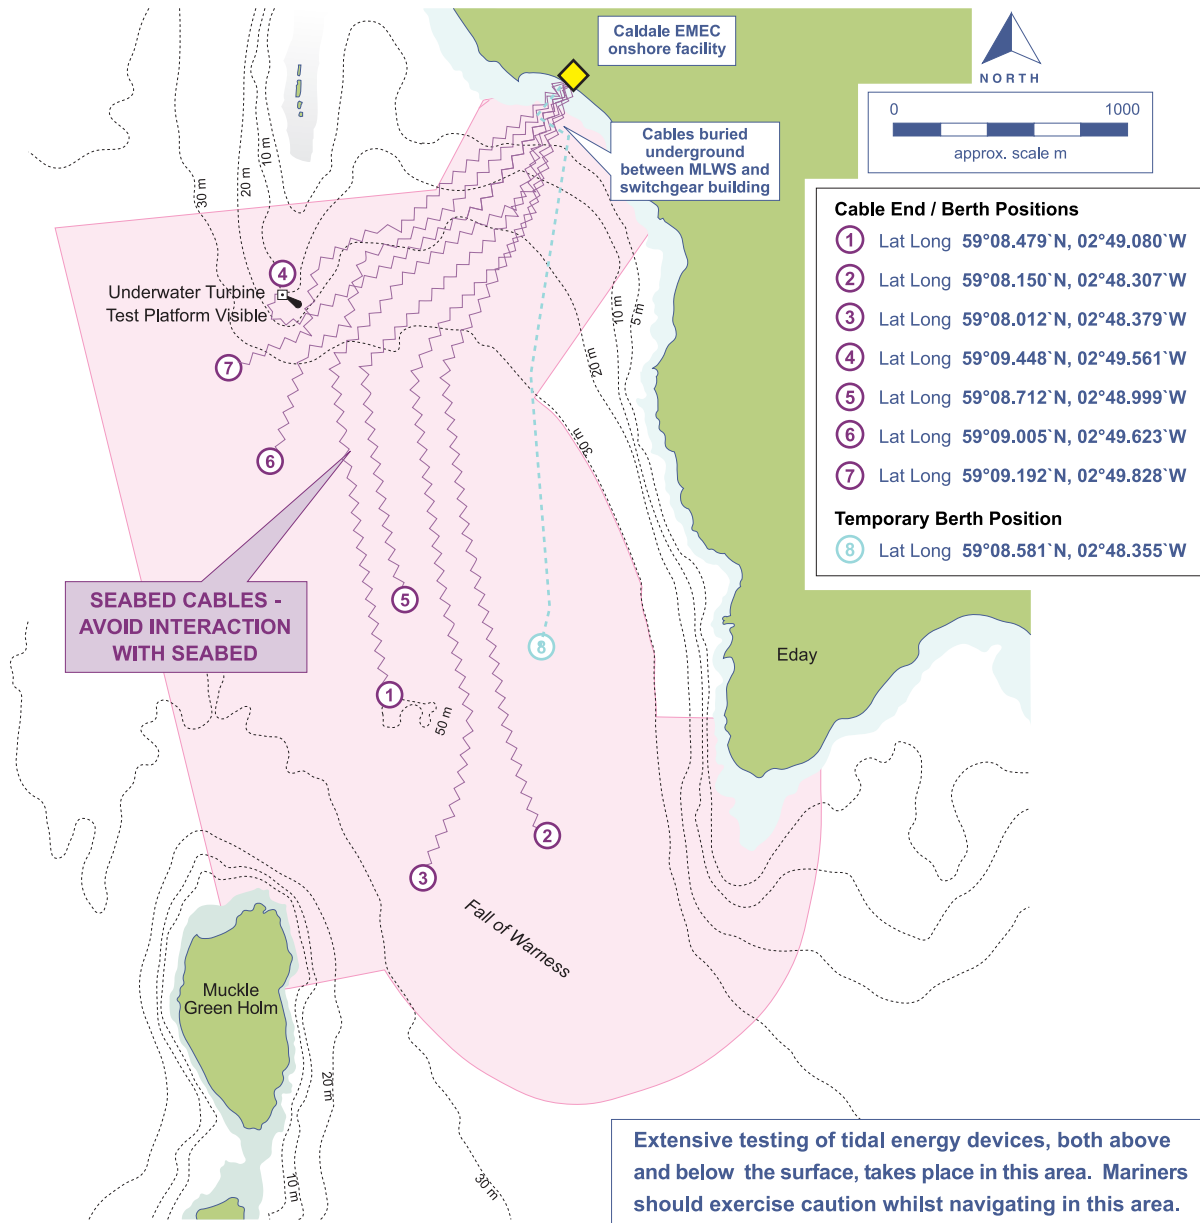 Caldale EMEC
onshore facility
NORTH
0 1000
approx. scale m
Cables buried
underground
between MLWS and
switchgear building
Cable End / Berth Positions
1 Lat Long 59°08.479`N, 02°49.080`W
2 Lat Long 59°08.150`N, 02°48.307`W
3 Lat Long 59°08.012`N, 02°48.379`W
4 Lat Long 59°09.448`N, 02°49.561`W
5 Lat Long 59°08.712`N, 02°48.999`W
6 Lat Long 59°09.005`N, 02°49.623`W
7 Lat Long 59°09.192`N, 02°49.828`W
Temporary Berth Position
8 Lat Long 59°08.581`N, 02°48.355`W
30 m
20 m
10 m
4
Underwater Turbine
Test Platform Visible
7
6
5 m
10 m
20 m
30 m
SEABED CABLES -
AVOID INTERACTION
WITH SEABED
5
8
Eday
1
50 m
2
3
Fall of Warness
Muckle
Green Holm
20 m
10 m
30 m
Extensive testing of tidal energy devices, both above
and below the surface, takes place in this area. Mariners
should exercise caution whilst navigating in this area.